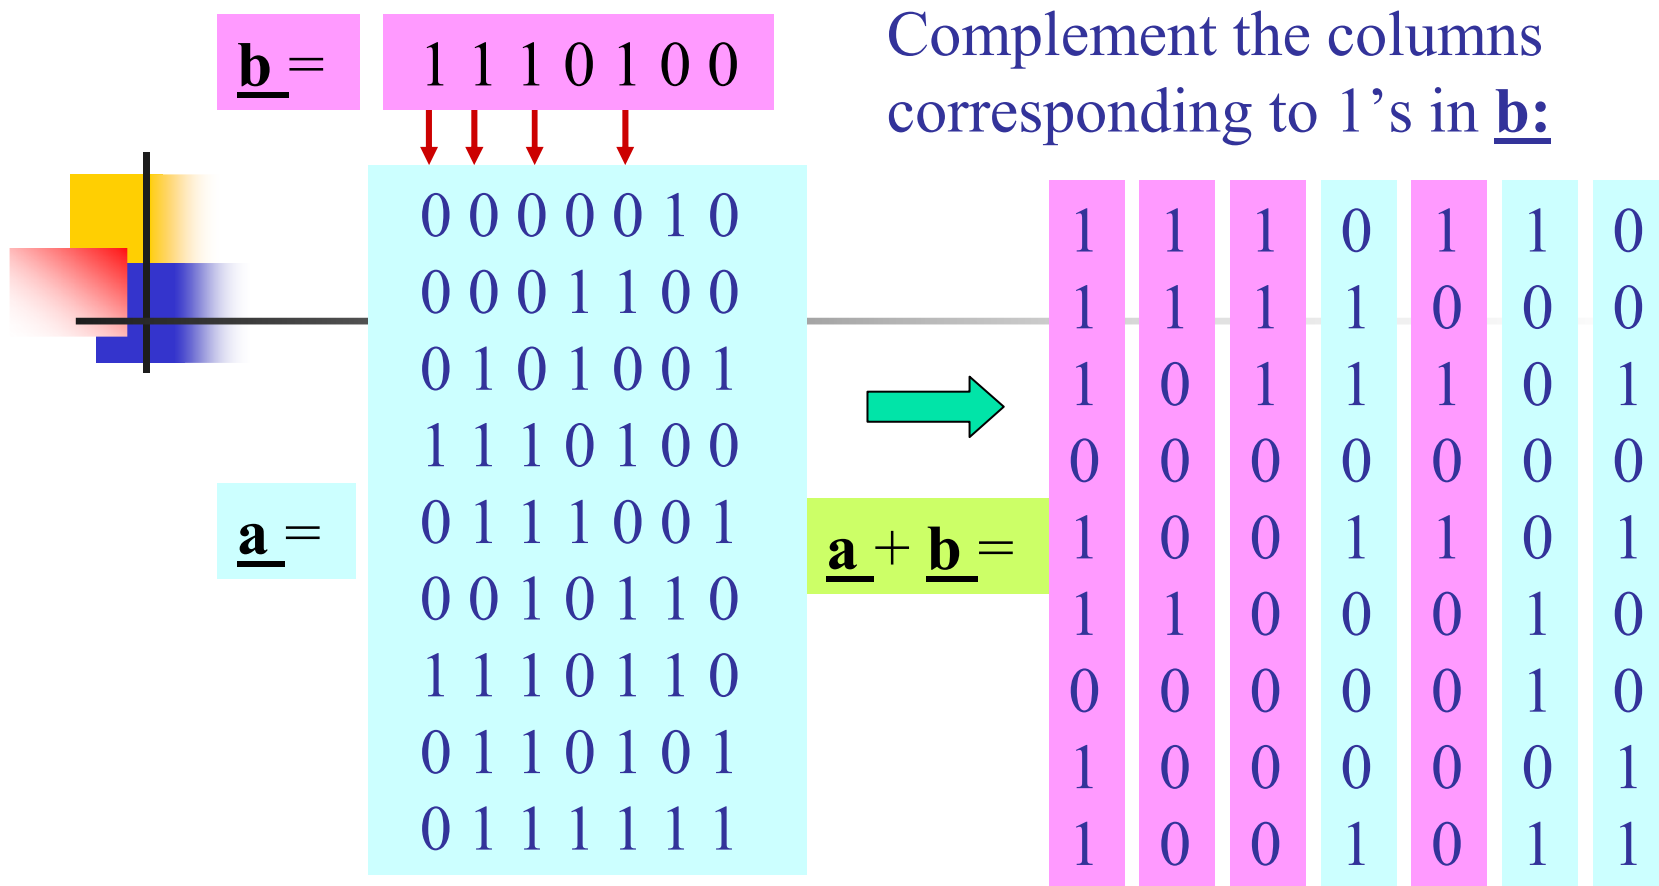 b = 1 1 1 0 1 0 0
Complement the columns
corresponding to 1’s in b:
a =
0 0 0 0 0 1 0
0 0 0 1 1 0 0
0 1 0 1 0 0 1
1 1 1 0 1 0 0
0 1 1 1 0 0 1
0 0 1 0 1 1 0
1 1 1 0 1 1 0
0 1 1 0 1 0 1
0 1 1 1 1 1 1
a + b =
1 1 1 0 1 1 0
1 1 1 1 0 0 0
1 0 1 1 1 0 1
0 0 0 0 0 0 0
1 0 0 1 1 0 1
1 1 0 0 0 1 0
0 0 0 0 0 1 0
1 0 0 0 0 0 1
1 0 0 1 0 1 1